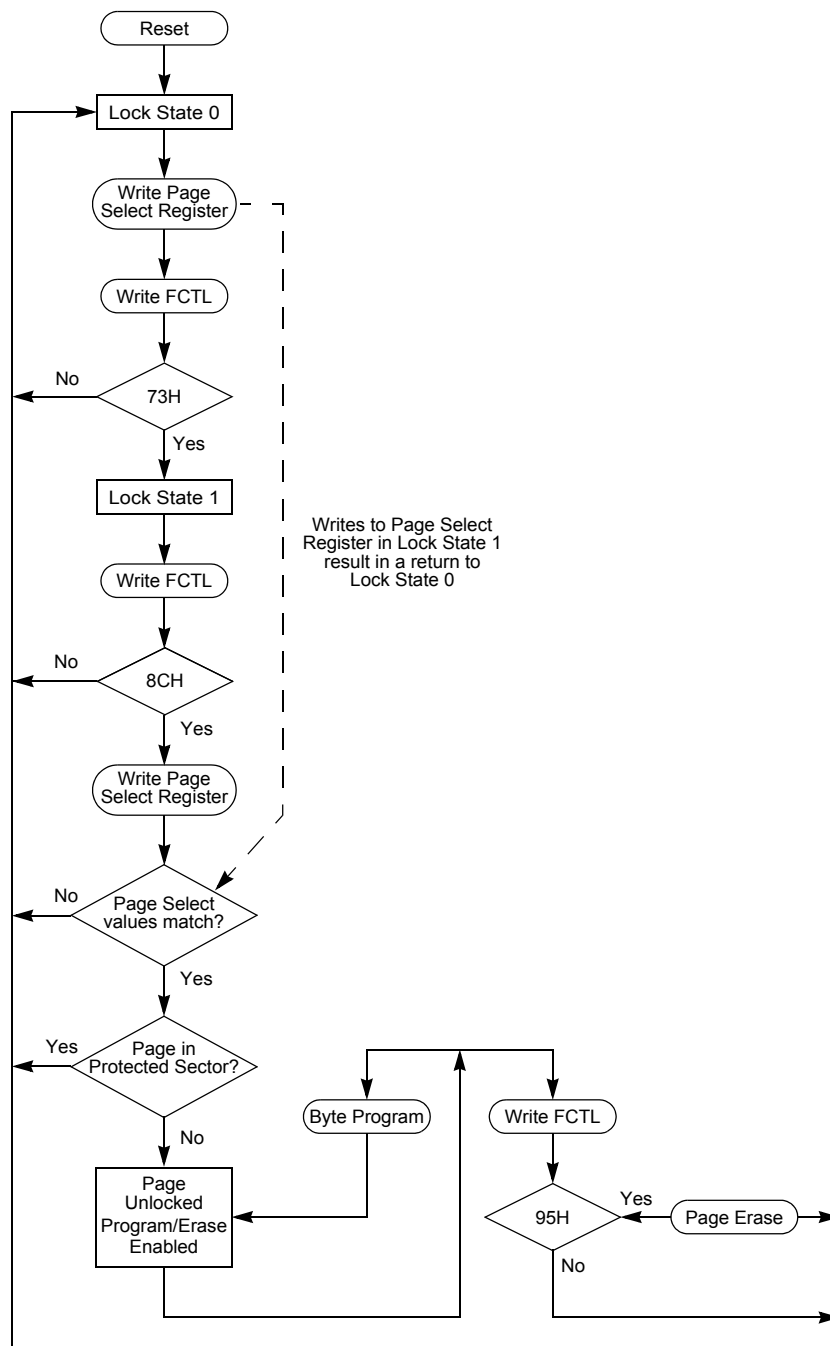 Reset
Lock State 0
Write Page
Select Register
Write FCTL
No
73H
Yes
Lock State 1
Writes to Page Select
Register in Lock State 1
result in a return to
Lock State 0
Write FCTL
No
8CH
Yes
Write Page
Select Register
No
Page Select
values match?
Yes
Yes
Page in
Protected Sector?
No
Byte Program
Write FCTL
Page
Unlocked
Program/Erase
Enabled
95H
Yes
Page Erase
No